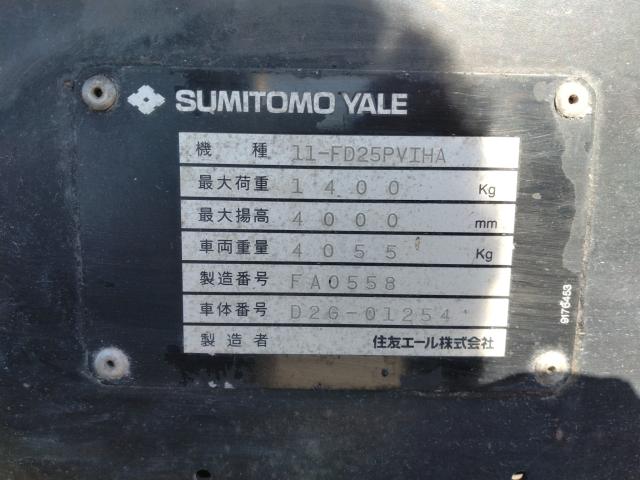 SUMITOMO YALE
機種 11-FD25PVIHA
最大荷重 1400 Kg
最大揚高 4000 mm
車両重量 4055 Kg
製造番号 FA0558
車体番号 D2G-01254
製造者 住友エール株式会社
9175453